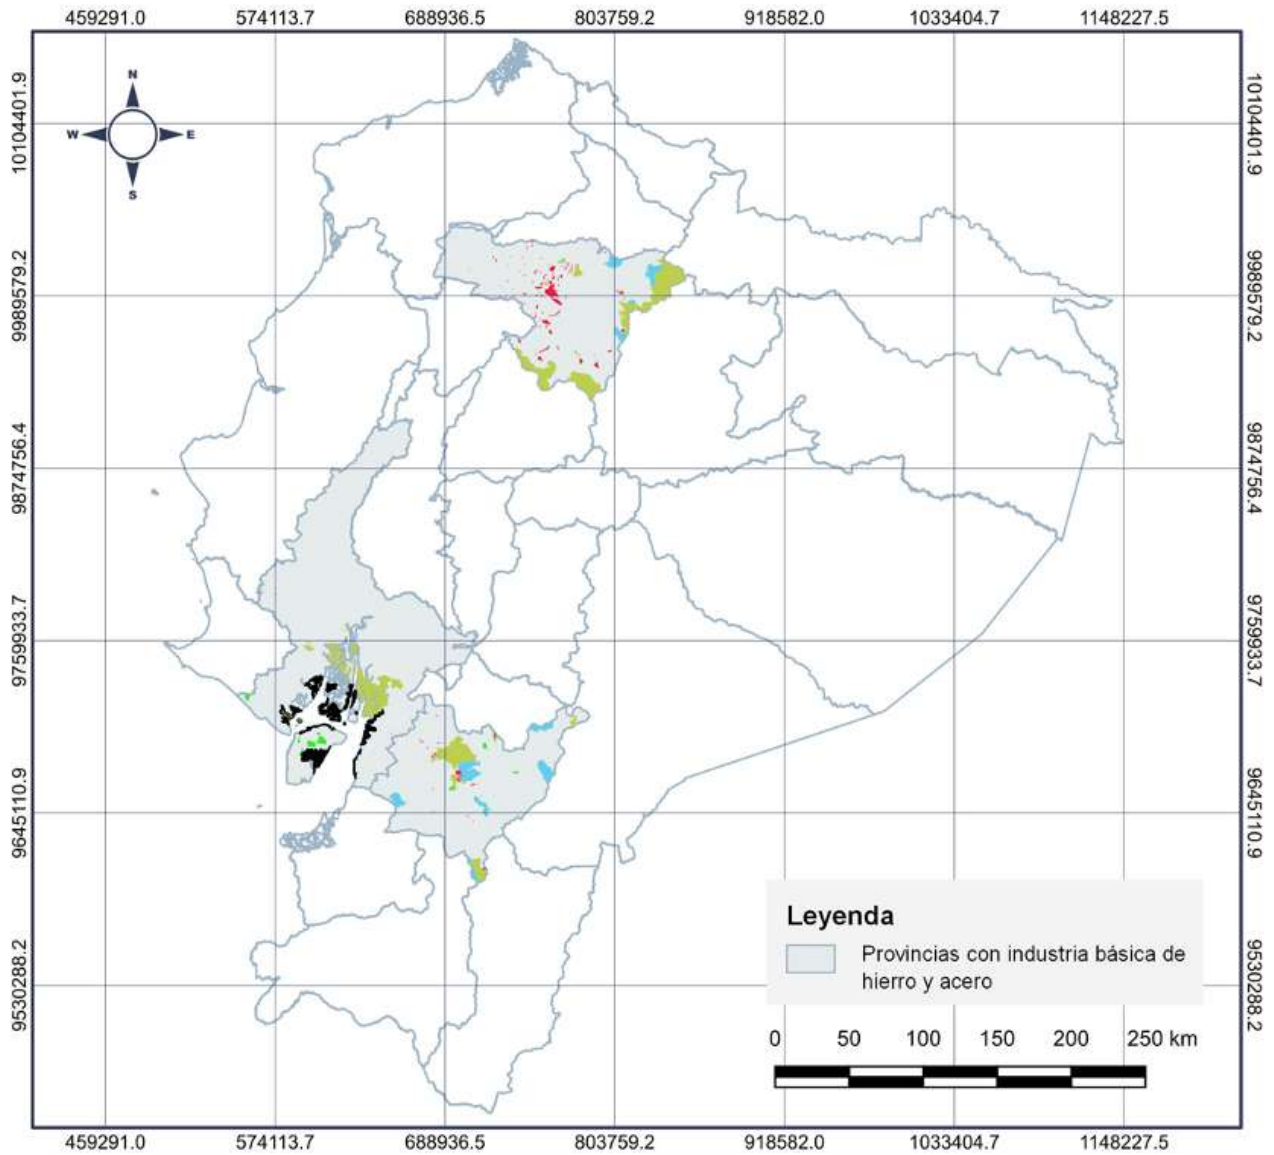 459291.0 574113.7 688936.5 803759.2 918582.0 1033404.7 1148227.5
N
W E
S
10104401.9 10104401.9
9989579.2 9989579.2
9874756.4 9874756.4
9759933.7 9759933.7
9645110.9 9645110.9
9530288.2 9530288.2
Leyenda
Provincias con industria básica de
hierro y acero
0 50 100 150 200 250 km
459291.0 574113.7 688936.5 803759.2 918582.0 1033404.7 1148227.5